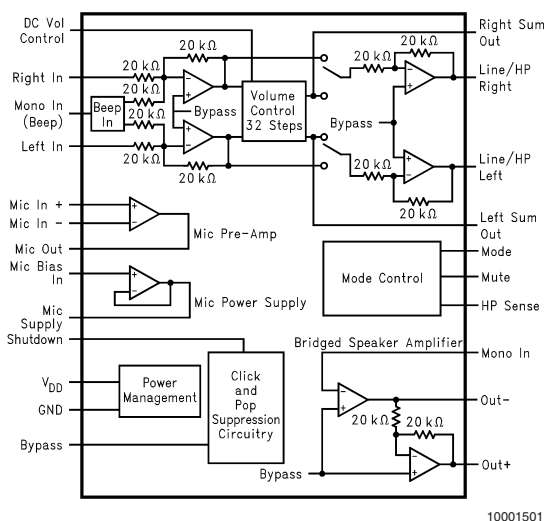 DC Vol
Control
20 kΩ
20 kΩ
20 kΩ
Right In
Mono In
(Beep)
Beep
In
20 kΩ
Left In
20 kΩ
20 kΩ
Bypass
Volume
Control
32 Steps
Right Sum
Out
20 kΩ
20 kΩ
Line/HP
Right
Bypass
Line/HP
Left
20 kΩ
20 kΩ
Left Sum
Out
Mic In +
Mic In -
Mic Out
Mic Pre-Amp
Mic Bias
In
Mic Power Supply
Mic
Supply
Mode Control
Mode
Mute
HP Sense
Shutdown
VDD
GND
Power
Management
Click
and
Pop
Suppression
Circuitry
Bypass
Bridged Speaker Amplifier
Mono In
Out-
20 kΩ
20 kΩ
Bypass
Out+
10001501